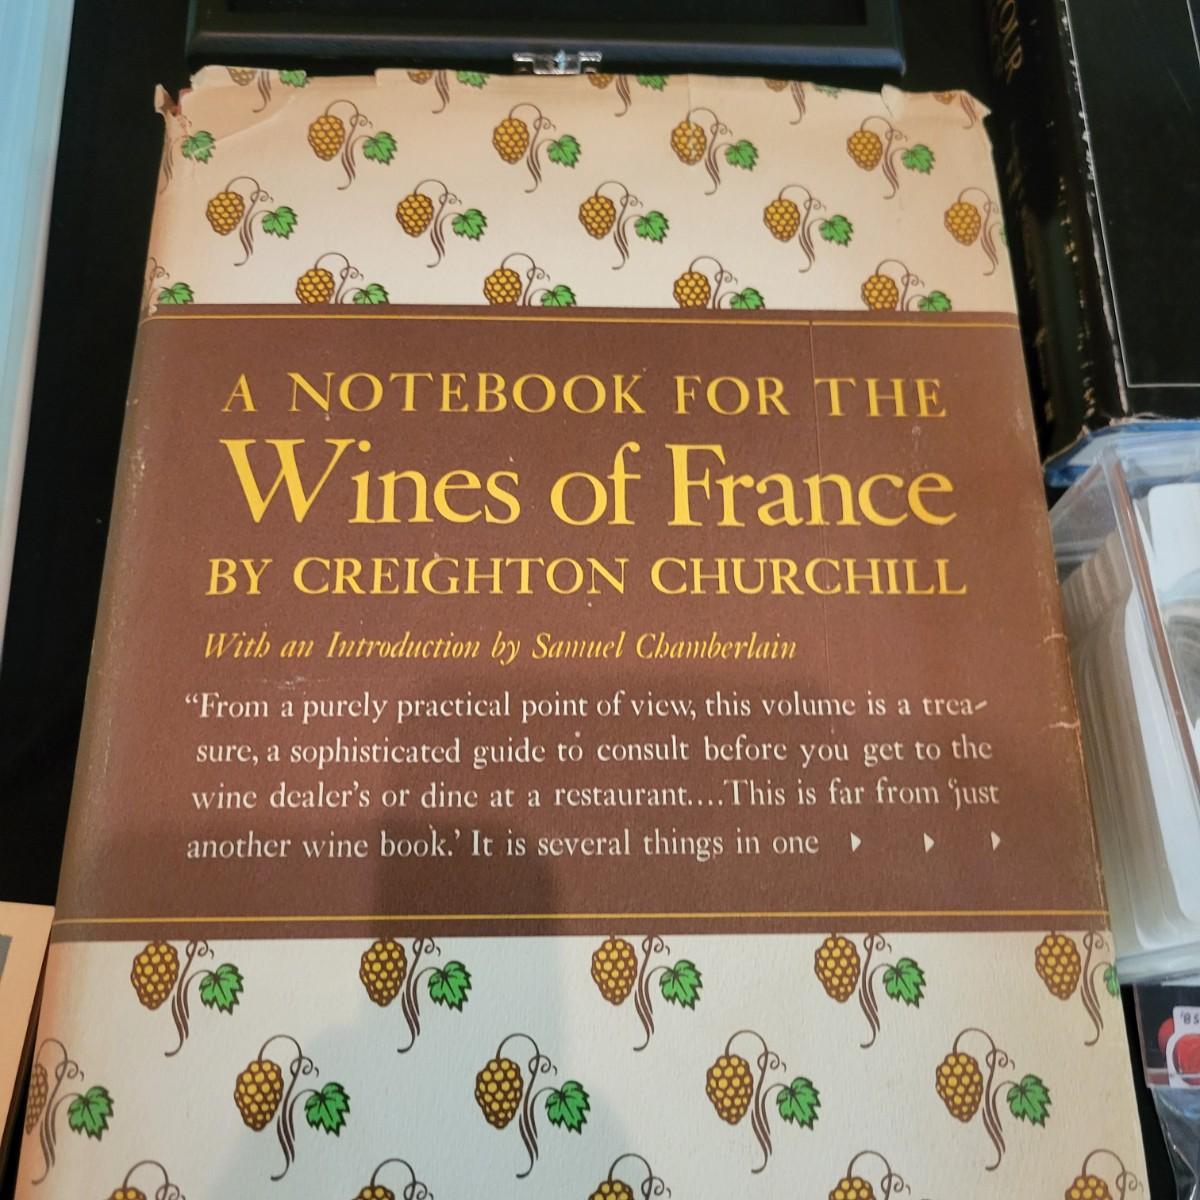 A NOTEBOOK FOR THE
Wines of France
BY CREIGHTON CHURCHILL
With an Introduction by Samuel Chamberlain
“From a purely practical point of view, this volume is a trea-
sure, a sophisticated guide to consult before you get to the
wine dealer's or dine at a restaurant....This is far from ‘just
another wine book.’ It is several things in one